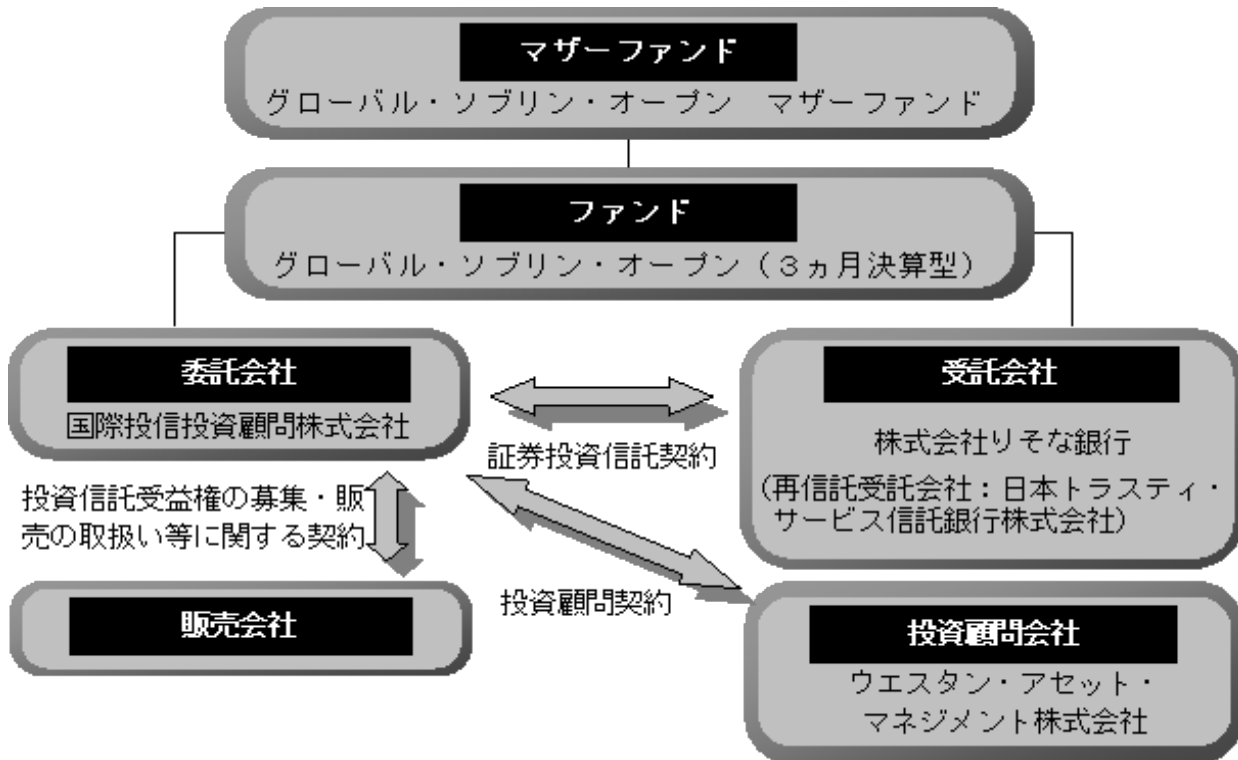 マザーファンド
グローバル・ソブリン・オープン　マザーファンド
ファンド
グローバル・ソブリン・オープン（３ヵ月決算型）
委託会社
国際投信投資顧問株式会社
受託会社
株式会社りそな銀行
（再信託受託会社：日本トラスティ・
サービス信託銀行株式会社）
証券投資信託契約
投資信託受益権の募集・販
売の取扱い等に関する契約
投資顧問契約
販売会社
投資顧問会社
ウエスタン・アセット・
マネジメント株式会社